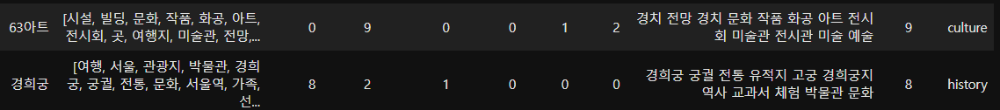 63아트 [시설, 빌딩, 문화, 작품, 화공, 아트, 전시회, 곳, 여행지, 미술관, 전망,... 0 9 0 0 1 2 경치 전망 경치 문화 작품 화공 아트 전시회 미술관 전시관 미술 예술 9 culture
경희궁 [여행, 서울, 관광지, 박물관, 경희궁, 궁궐, 전통, 문화, 서울역, 가족, 선... 8 2 1 0 0 0 경희궁 궁궐 전통 유적지 고궁 경희궁지 역사 교과서 체험 박물관 문화 8 history